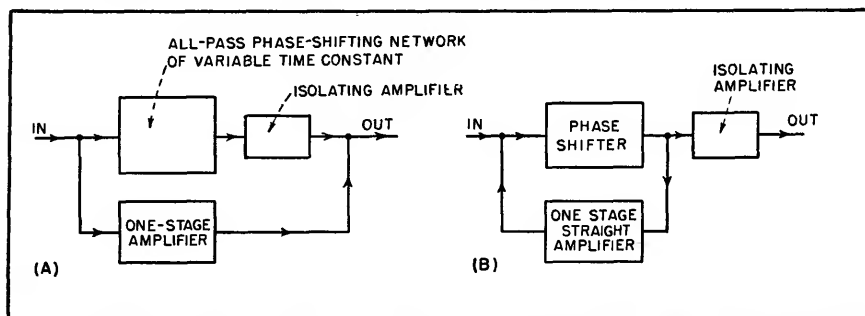 ALL-PASS PHASE-SHIFTING NETWORK
OF VARIABLE TIME CONSTANT
ISOLATING AMPLIFIER
IN
OUT
ONE-STAGE
AMPLIFIER
(A)
ISOLATING
AMPLIFIER
IN
PHASE
SHIFTER
OUT
ONE STAGE
STRAIGHT
AMPLIFIER
(B)